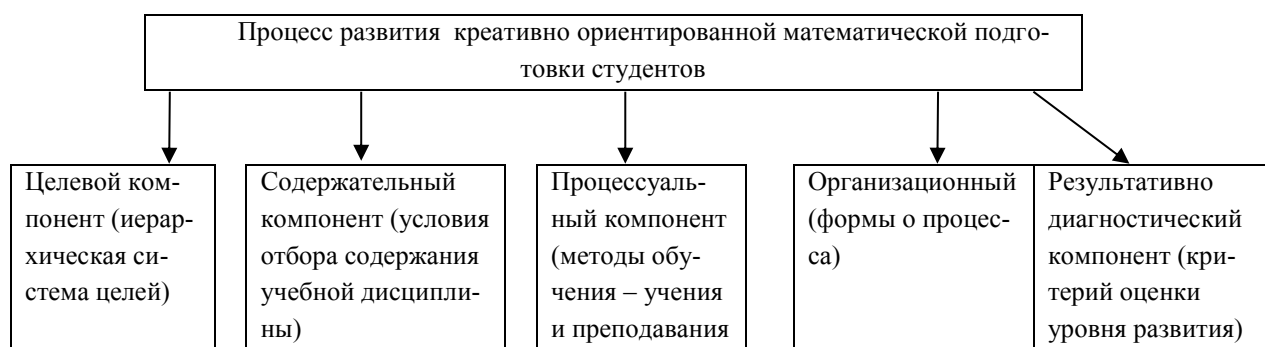 Процесс развития  креативно ориентированной математической подго-
товки студентов
Целевой ком-
понент (иерар-
хическая си-
стема целей)
Содержательный
компонент (условия
отбора содержания
учебной дисципли-
ны)
Процессуаль-
ный компонент
(методы обу-
чения – учения
и преподавания
Организационный
(формы о процес-
са)
Результативно
диагностический
компонент (кри-
терий оценки
уровня развития)